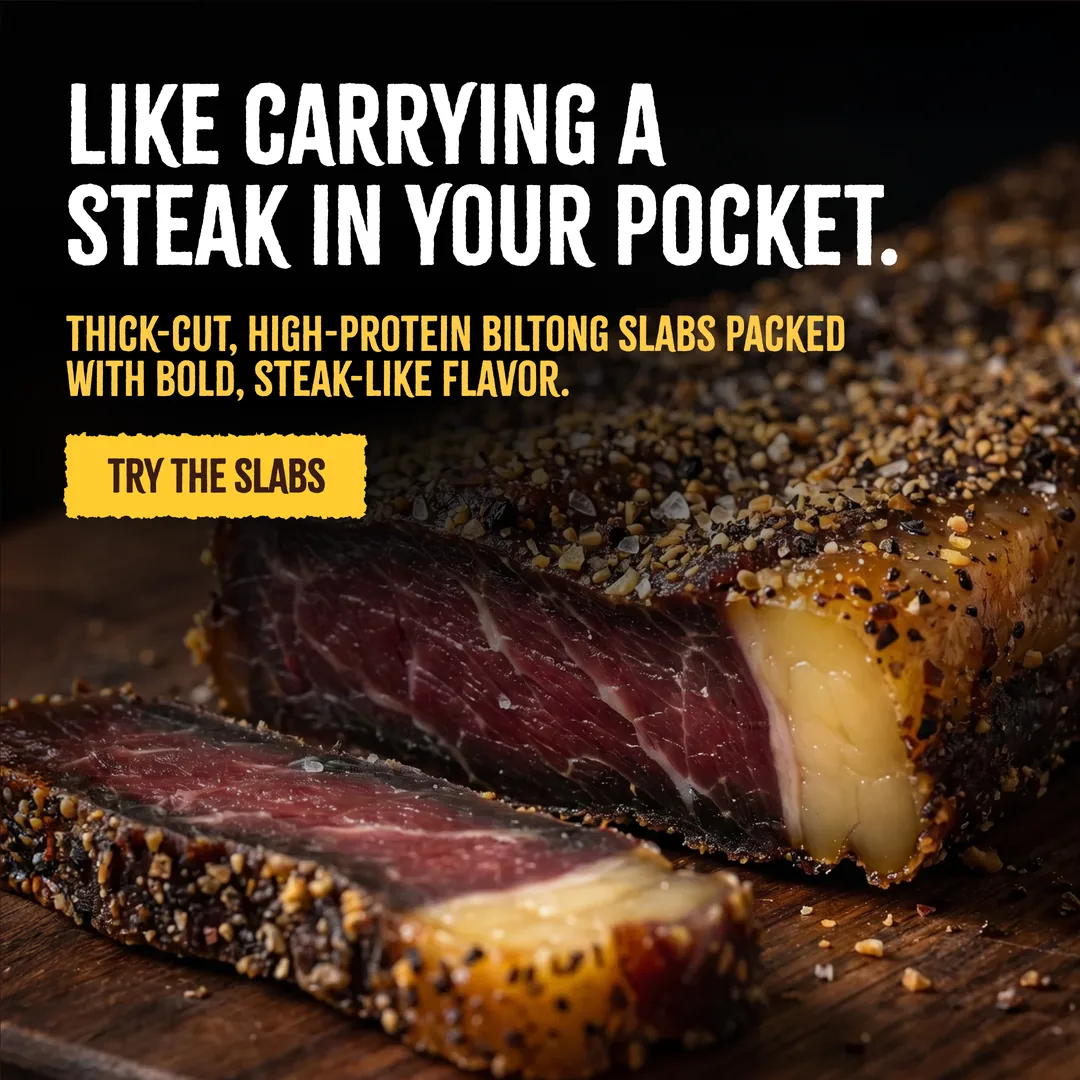 LIKE CARRYING A
STEAK IN YOUR POCKET.
THICK-CUT, HIGH-PROTEIN BILTONG SLABS PACKED
WITH BOLD, STEAK-LIKE FLAVOR.
TRY THE SLABS